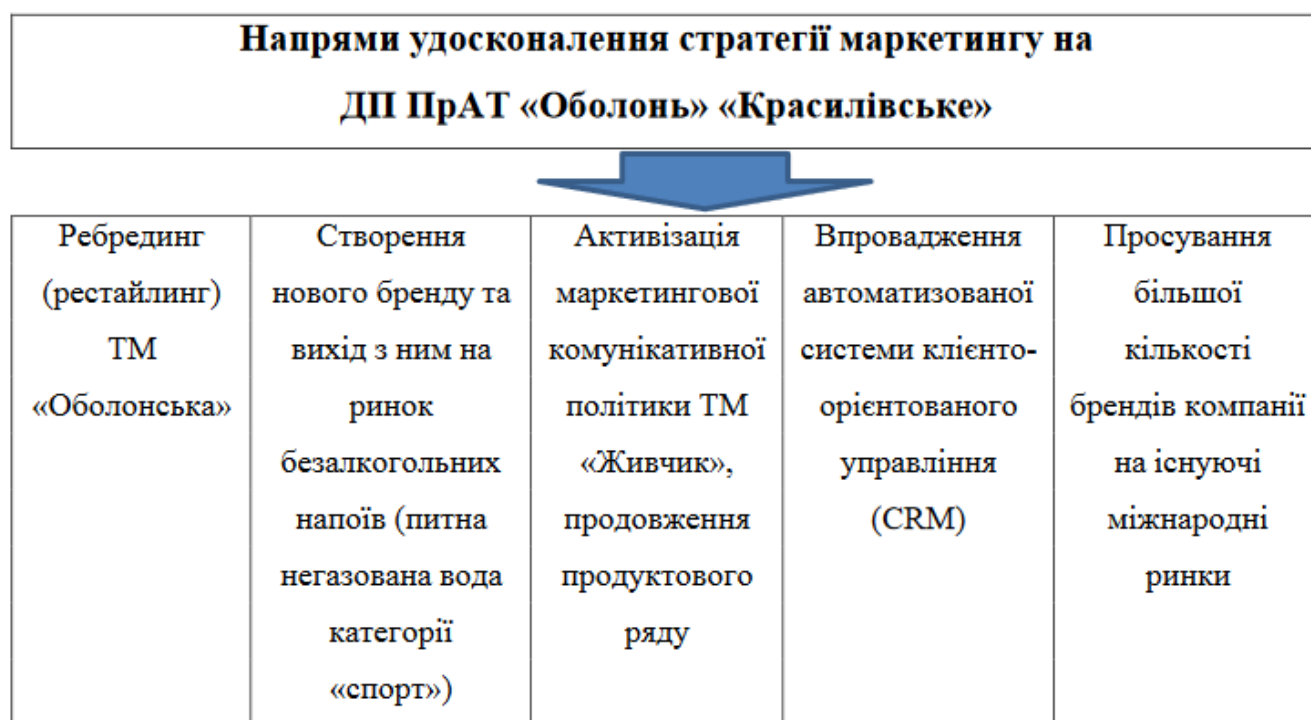 Напрями удосконалення стратегії маркетингу на
ДП ПрАТ «Оболонь» «Красилівське»
Ребрединг
(рестайлинг)
ТМ
«Оболонська»
Створення
нового бренду та
вихід з ним на
ринок
безалкогольних
напоїв (питна
негазована вода
категорії
«спорт»)
Активізація
маркетингової
комунікативної
політики ТМ
«Живчик»,
продовження
продуктового
ряду
Впровадження
автоматизованої
системи клієнто-
орієнтованого
управління
(CRM)
Просування
більшої
кількості
брендів компанії
на існуючі
міжнародні
ринки